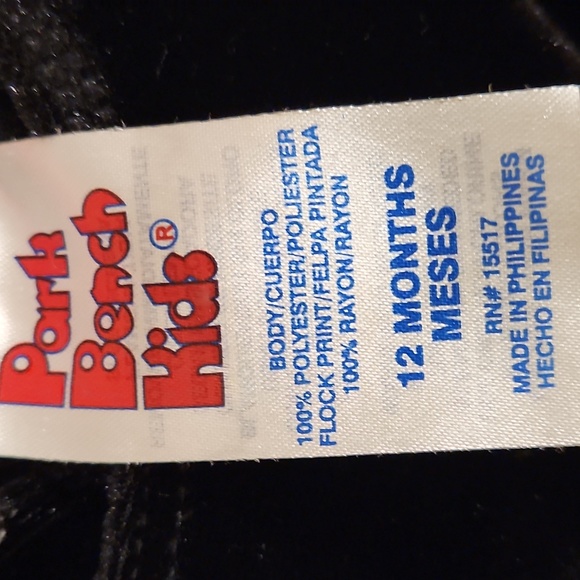 Park
Bench
Kids®
BODY/CUERPO
100% POLYESTER/POLIESTER
FLOCK PRINT/FELPA PINTADA
100% RAYON/RAYON
12 MONTHS
MESES
RN# 15517
MADE IN PHILIPPINES
HECHO EN FILIPINAS